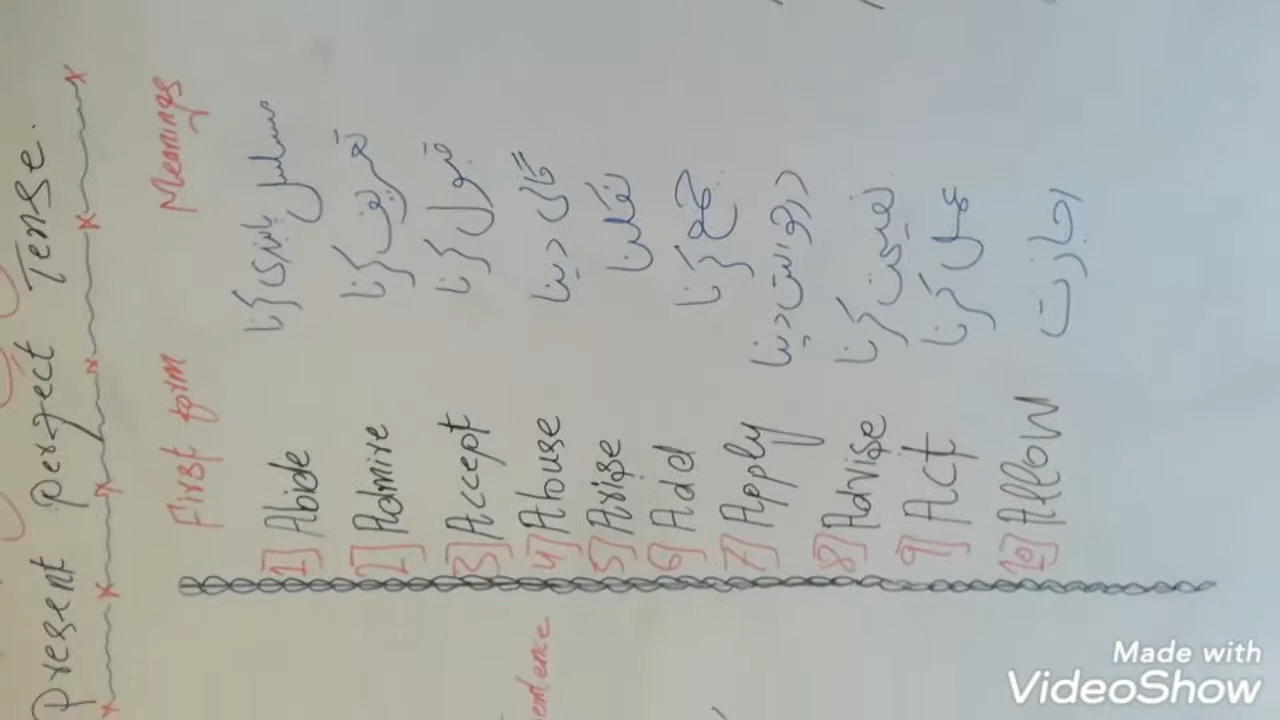 Present perfect Tense.
First form Meanings
1] Abide مسلسل پابندی کرنا
2] Admire تعریف کرنا
3] Accept قبول کرنا
4] Abuse گالی دینا
5] Arise نکلنا
6] Add جمع کرنا
7] Apply درخواست دینا
8] Advise نصیحت کرنا
9] Act عمل کرنا
10] Allow اجازت
Made with
VideoShow